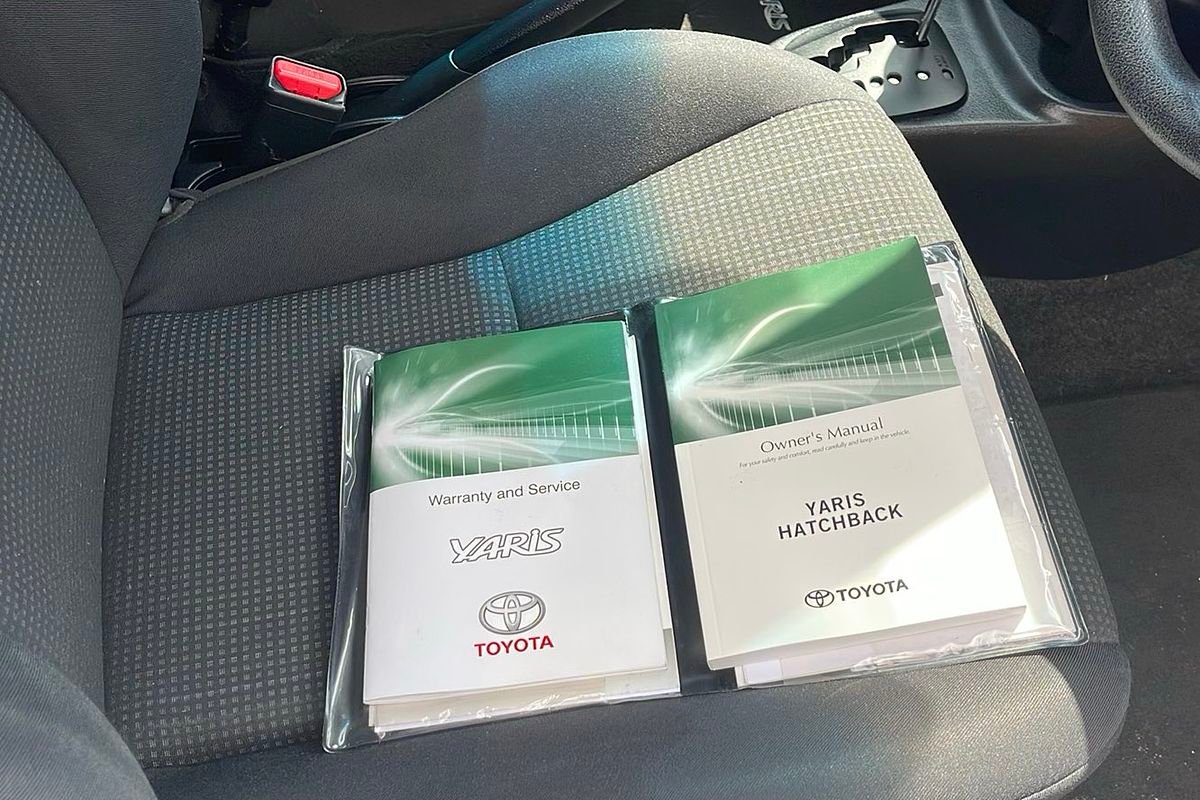 Warranty and Service
YARIS
TOYOTA
Owner's Manual
For your safety and comfort, read carefully and keep in the vehicle.
YARIS
HATCHBACK
TOYOTA